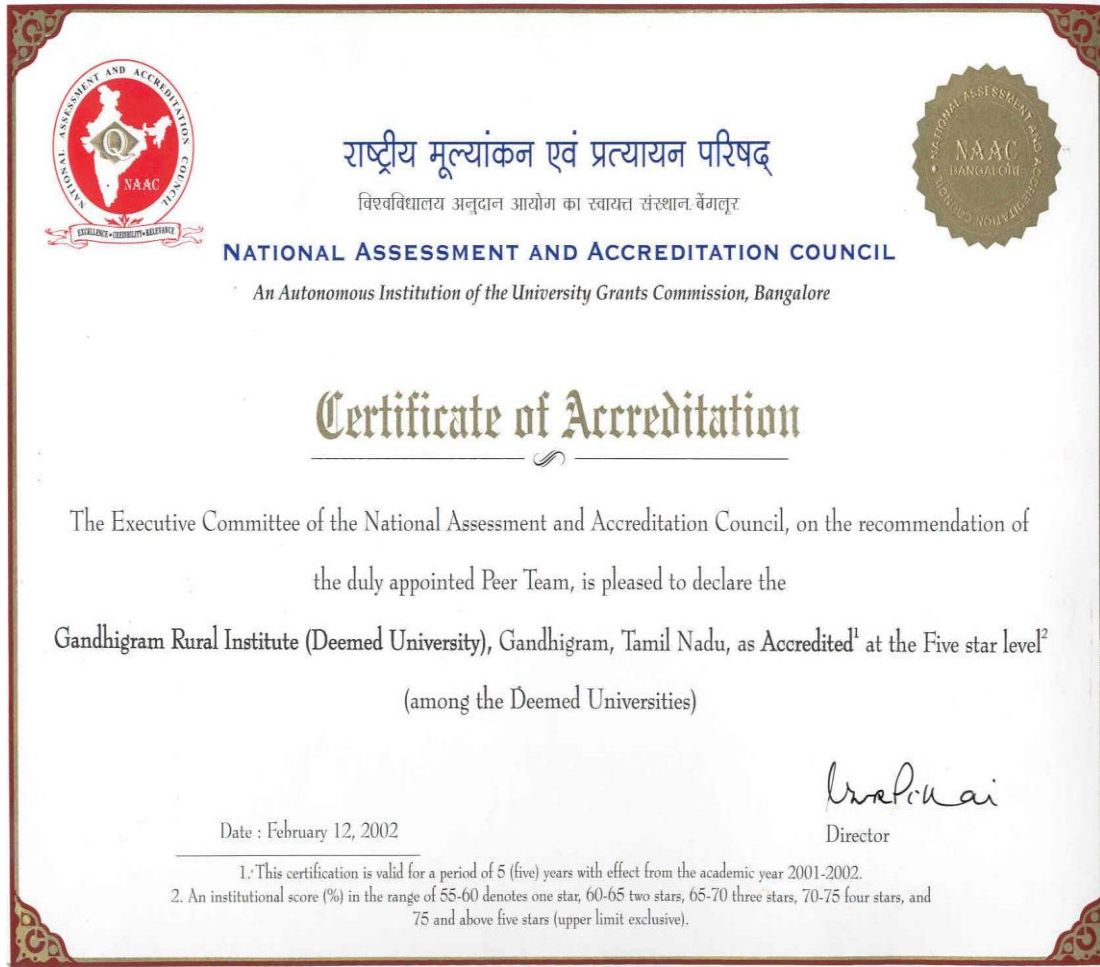 NATIONAL ASSESSMENT AND ACCREDITATION COUNCIL
Q
NAAC
EXCELLENCE • CREDIBILITY • RELEVANCE
NATIONAL ASSESSMENT AND ACCREDITATION COUNCIL
NAAC
BANGALORE
राष्ट्रीय मूल्यांकन एवं प्रत्यायन परिषद्
विश्वविधालय अनुदान आयोग का स्वायत्त संस्थान बेंगलूर
NATIONAL ASSESSMENT AND ACCREDITATION COUNCIL
An Autonomous Institution of the University Grants Commission, Bangalore
Certificate of Accreditation
The Executive Committee of the National Assessment and Accreditation Council, on the recommendation of
the duly appointed Peer Team, is pleased to declare the
Gandhigram Rural Institute (Deemed University), Gandhigram, Tamil Nadu, as Accredited¹ at the Five star level²
(among the Deemed Universities)
Date : February 12, 2002
Director
1. This certification is valid for a period of 5 (five) years with effect from the academic year 2001-2002.
2. An institutional score (%) in the range of 55-60 denotes one star, 60-65 two stars, 65-70 three stars, 70-75 four stars, and
75 and above five stars (upper limit exclusive).